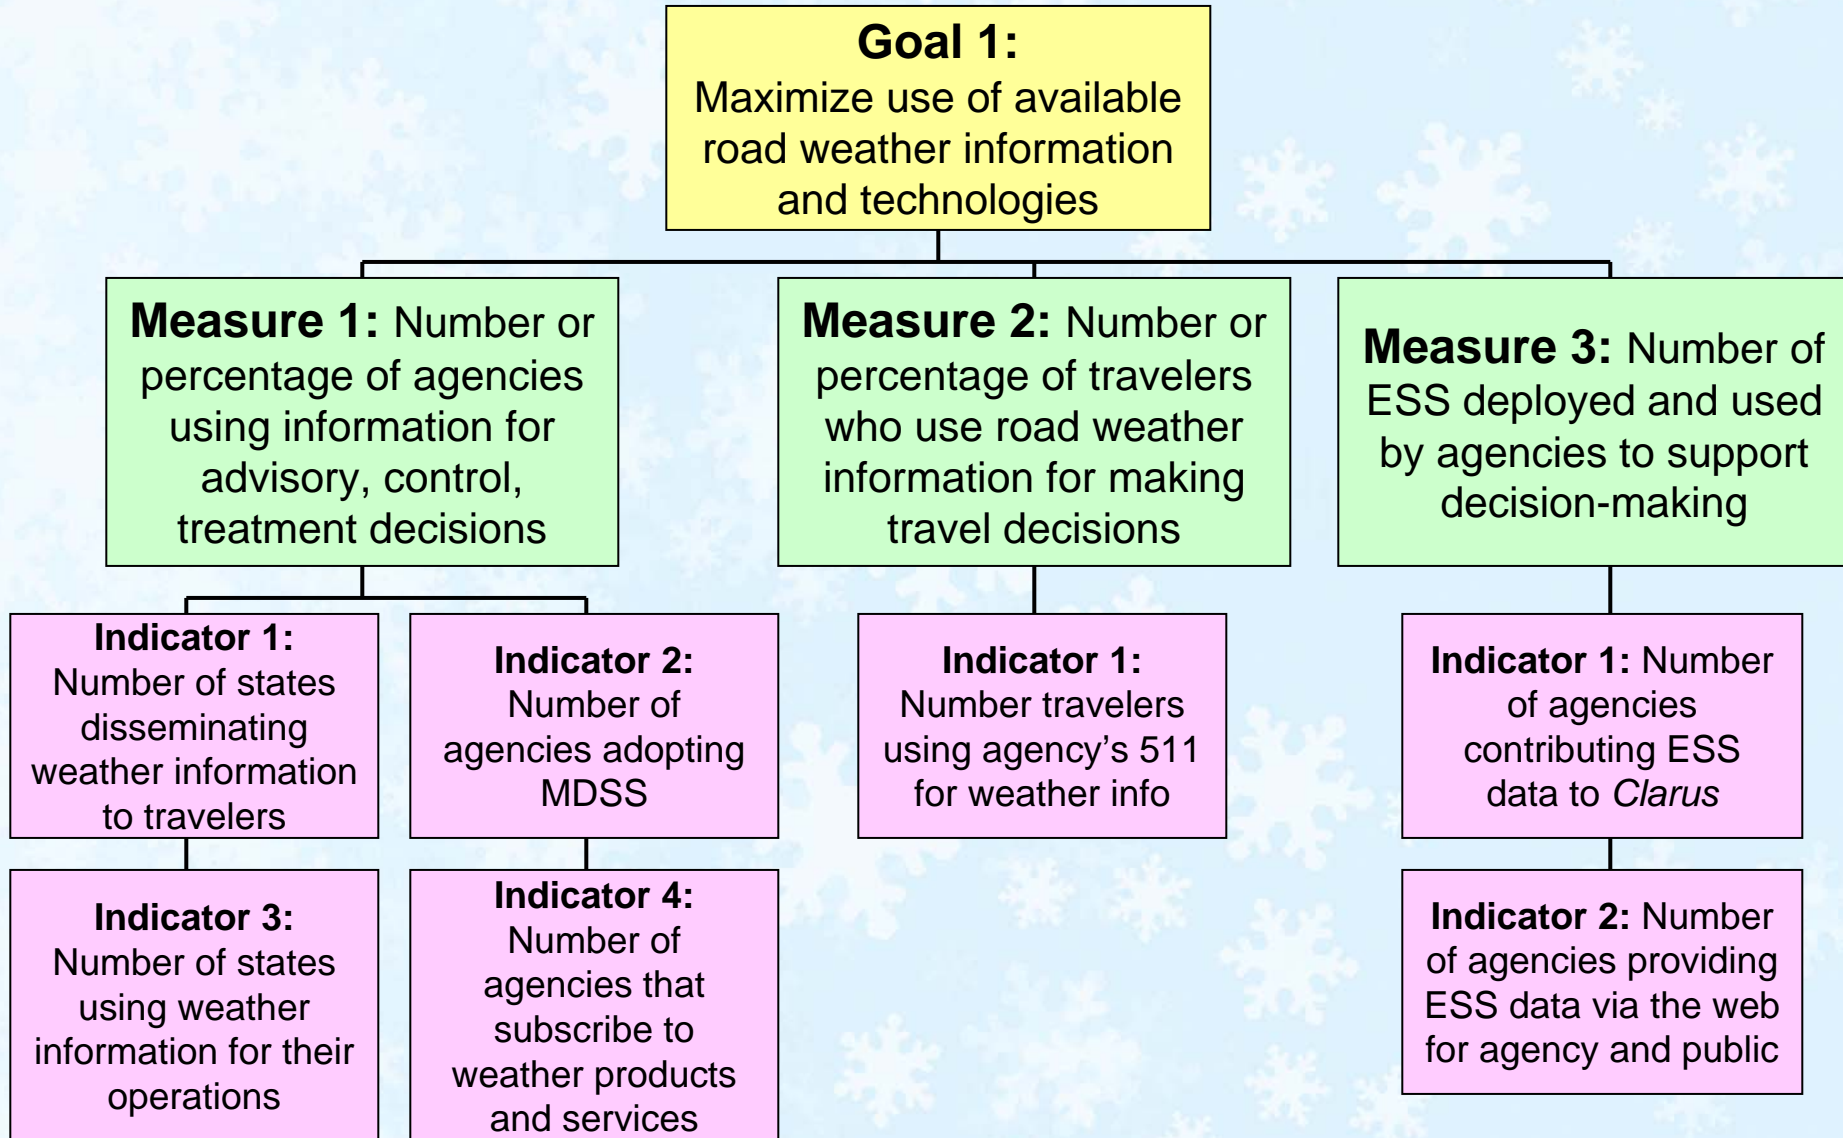 Goal 1:
Maximize use of available
road weather information
and technologies
Measure 1: Number or
percentage of agencies
using information for
advisory, control,
treatment decisions
Measure 2: Number or
percentage of travelers
who use road weather
information for making
travel decisions
Measure 3: Number of
ESS deployed and used
by agencies to support
decision-making
Indicator 1:
Number of states
disseminating
weather information
to travelers
Indicator 2:
Number of
agencies adopting
MDSS
Indicator 1:
Number travelers
using agency’s 511
for weather info
Indicator 1: Number
of agencies
contributing ESS
data to Clarus
Indicator 3:
Number of states
using weather
information for their
operations
Indicator 4:
Number of
agencies that
subscribe to
weather products
and services
Indicator 2: Number
of agencies providing
ESS data via the web
for agency and public